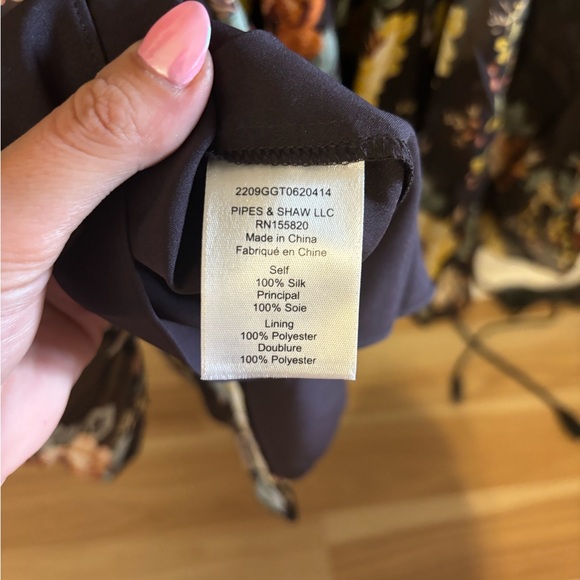 2209GGT0620414
PIPES & SHAW LLC
RN155820
Made in China
Fabriqué en Chine
Self
100% Silk
Principal
100% Soie
Lining
100% Polyester
Doublure
100% Polyester